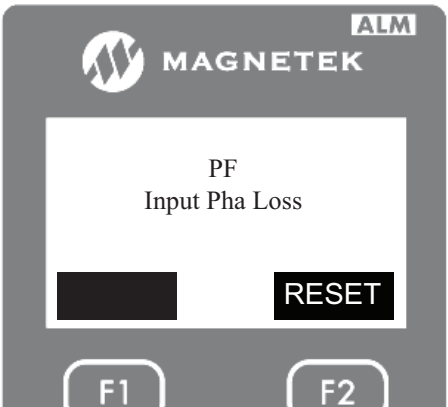 ALM
MAGNETEK
PF
Input Pha Loss
RESET
F1
F2